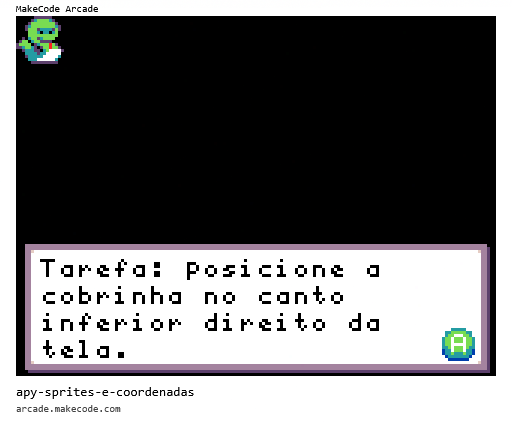 MakeCode Arcade
Tarefa: posicione a
cobrinha no canto
inferior direito da
tela.
A
apy-sprites-e-coordenadas
arcade.makecode.com